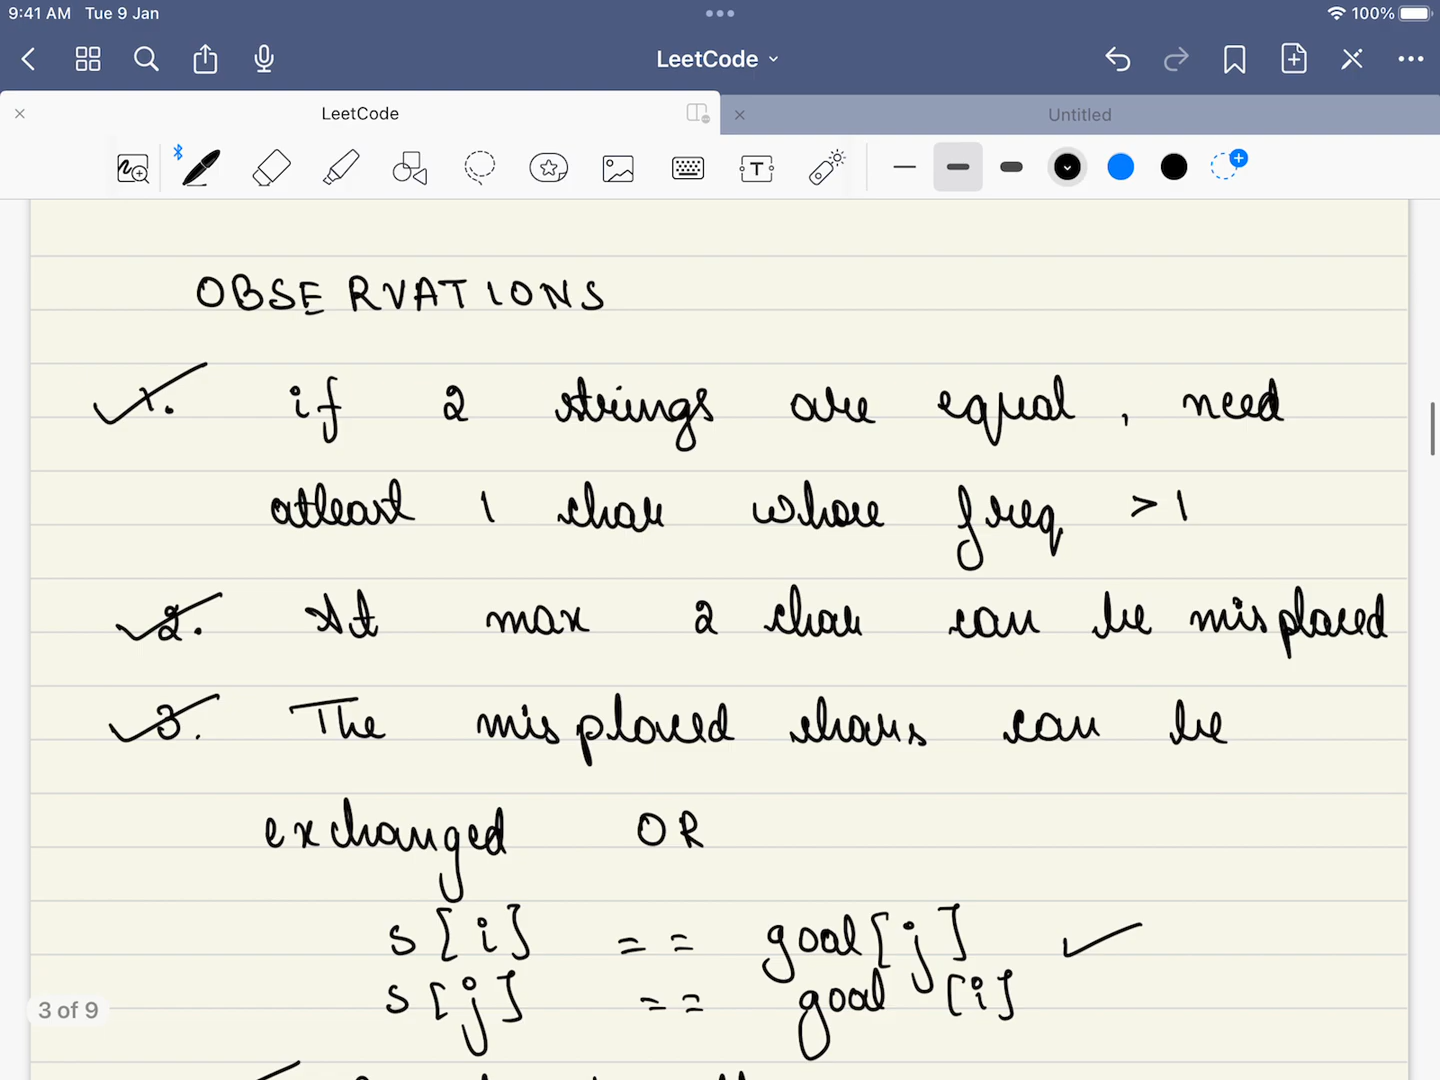 9:41 AM Tue 9 Jan
100%
LeetCode
LeetCode
Untitled
T
OBSERVATIONS
1. if 2 strings are equal, need
atleast 1 char whose freq >1
2. At max 2 char can be misplaced
3. The misplaced chars can be
exchanged OR
s[i] == goal[j]
s[j] == goal[i]
3 of 9